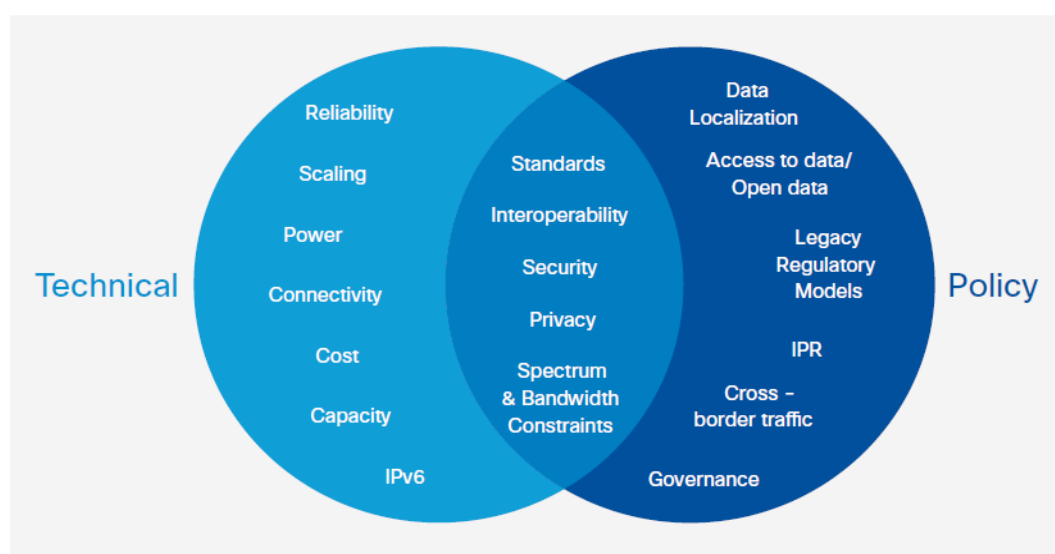 Technical
Reliability
Scaling
Power
Connectivity
Cost
Capacity
IPv6
Standards
Interoperability
Security
Privacy
Spectrum
& Bandwidth
Constraints
Data
Localization
Access to data/
Open data
Legacy
Regulatory
Models
IPR
Cross –
border traffic
Governance
Policy